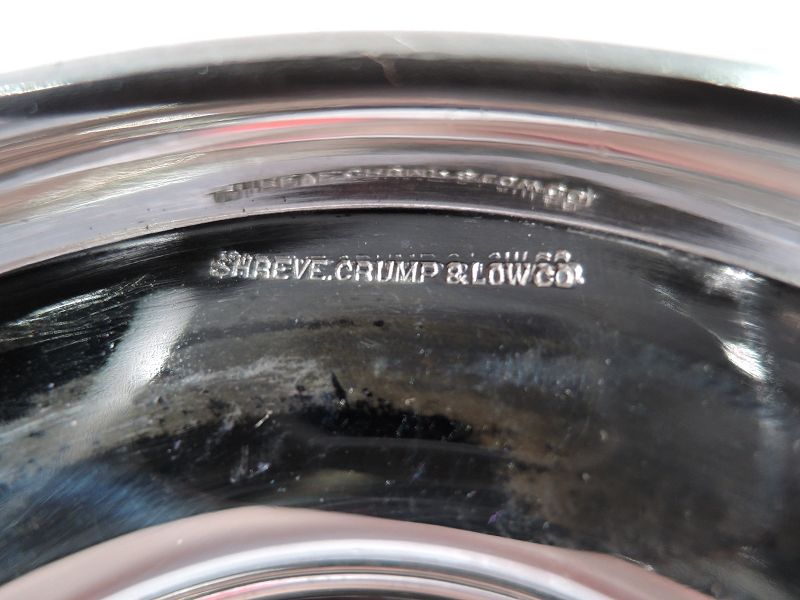 SHREVE, CRUMP & LOW CO.